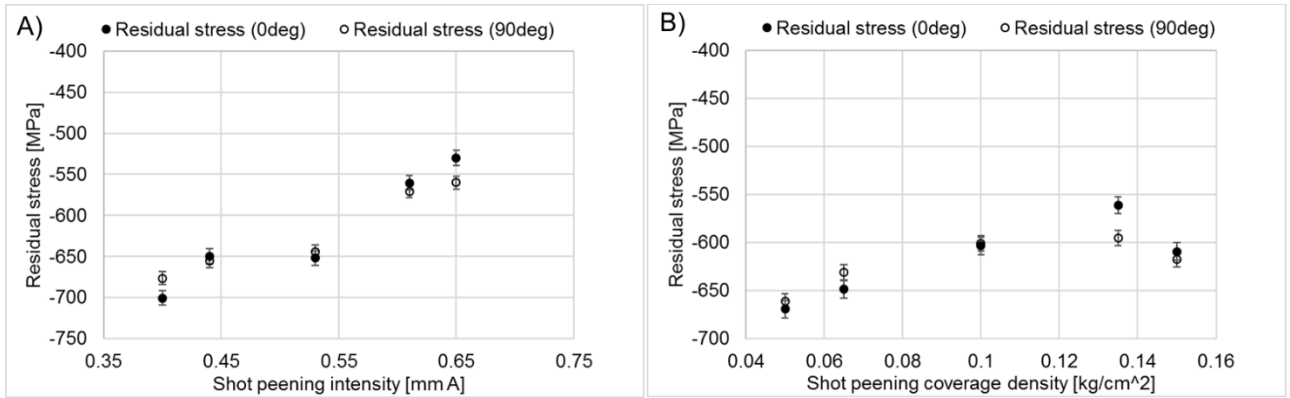 A)
Residual stress (0deg) Residual stress (90deg)
-400
-450
-500
-550
-600
-650
-700
-750
Residual stress [MPa]
0.35 0.45 0.55 0.65 0.75
Shot peening intensity [mm A]
B)
Residual stress (0deg) Residual stress (90deg)
-400
-450
-500
-550
-600
-650
-700
Residual stress [MPa]
0.04 0.06 0.08 0.1 0.12 0.14 0.16
Shot peening coverage density [kg/cm^2]